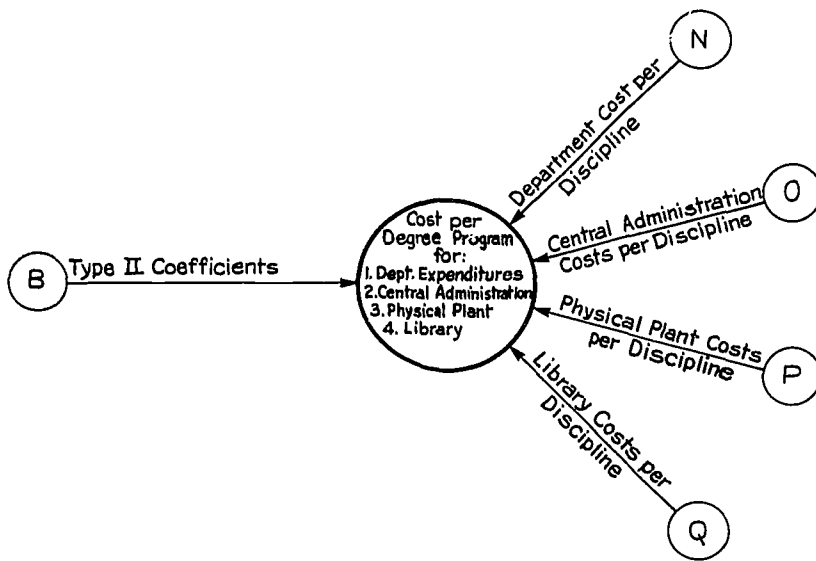 N
Department Cost per
Discipline
O
Central Administration
Costs per Discipline
Cost per
Degree Program
for:
1. Dept. Expenditures
2. Central Administration
3. Physical Plant
4. Library
B
Type II Coefficients
Physical Plant Costs
per Discipline
P
Library Costs per
Discipline
Q